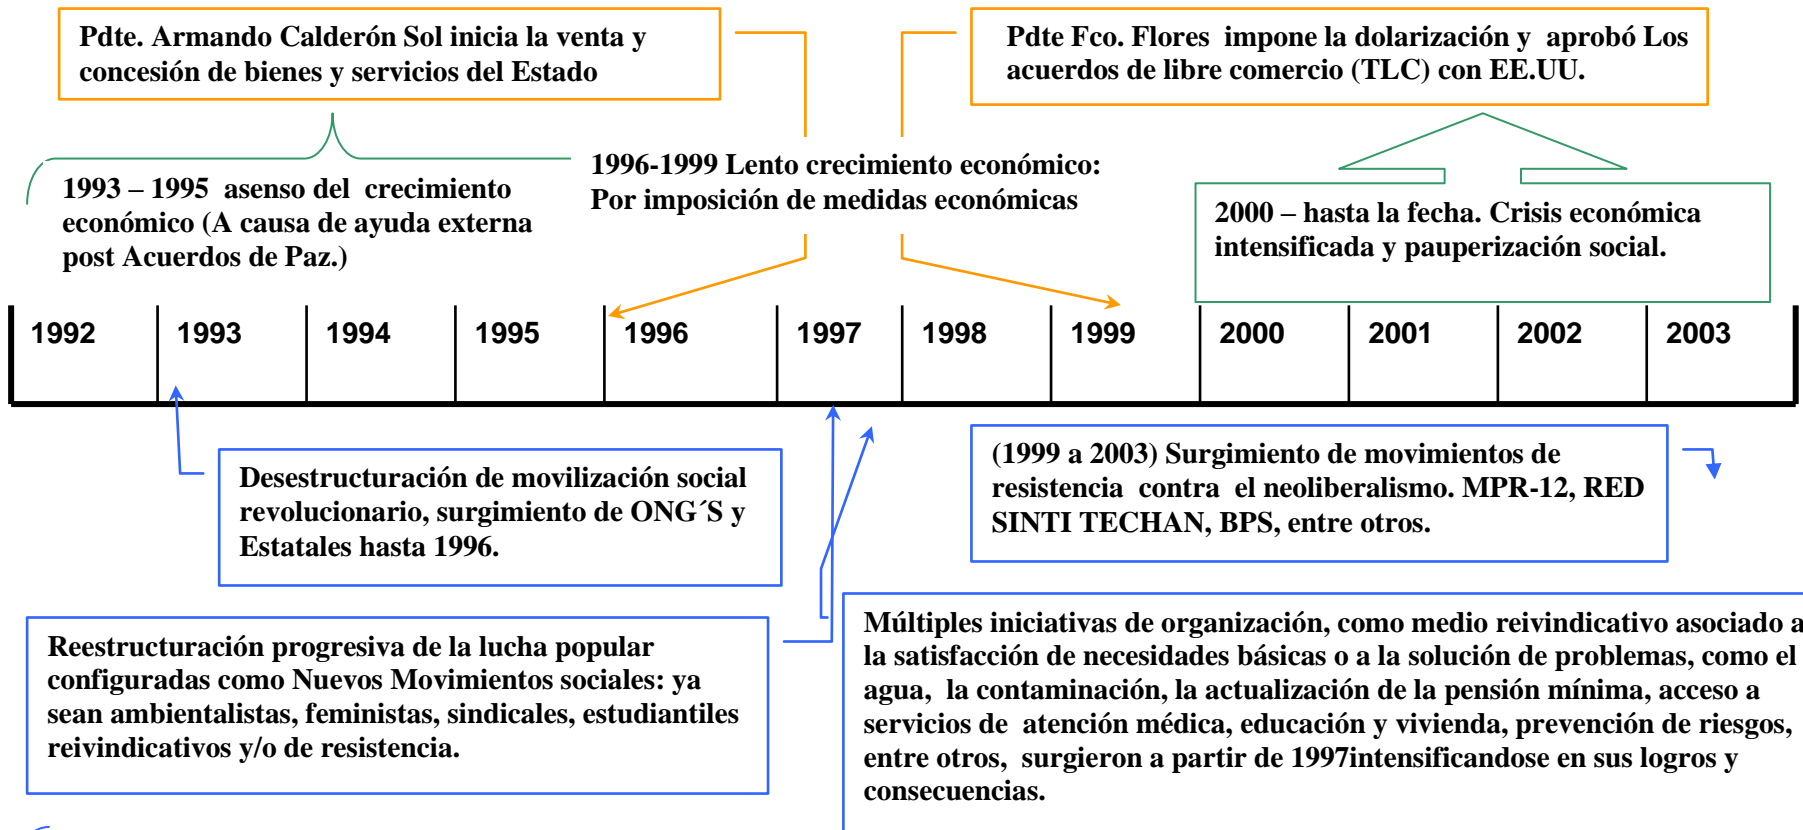 Pdte. Armando Calderón Sol inicia la venta y
concesión de bienes y servicios del Estado
Pdte Fco. Flores impone la dolarización y aprobó Los
acuerdos de libre comercio (TLC) con EE.UU.
1993 – 1995 asenso del crecimiento
económico (A causa de ayuda externa
post Acuerdos de Paz.)
1996-1999 Lento crecimiento económico:
Por imposición de medidas económicas
2000 – hasta la fecha. Crisis económica
intensificada y pauperización social.
1992 1993 1994 1995 1996 1997 1998 1999 2000 2001 2002 2003
Desestructuración de movilización social
revolucionario, surgimiento de ONG´S y
Estatales hasta 1996.
(1999 a 2003) Surgimiento de movimientos de
resistencia contra el neoliberalismo. MPR-12, RED
SINTI TECHAN, BPS, entre otros.
Reestructuración progresiva de la lucha popular
configuradas como Nuevos Movimientos sociales: ya
sean ambientalistas, feministas, sindicales, estudiantiles
reivindicativos y/o de resistencia.
Múltiples iniciativas de organización, como medio reivindicativo asociado a
la satisfacción de necesidades básicas o a la solución de problemas, como el
agua, la contaminación, la actualización de la pensión mínima, acceso a
servicios de atención médica, educación y vivienda, prevención de riesgos,
entre otros, surgieron a partir de 1997intensificandose en sus logros y
consecuencias.